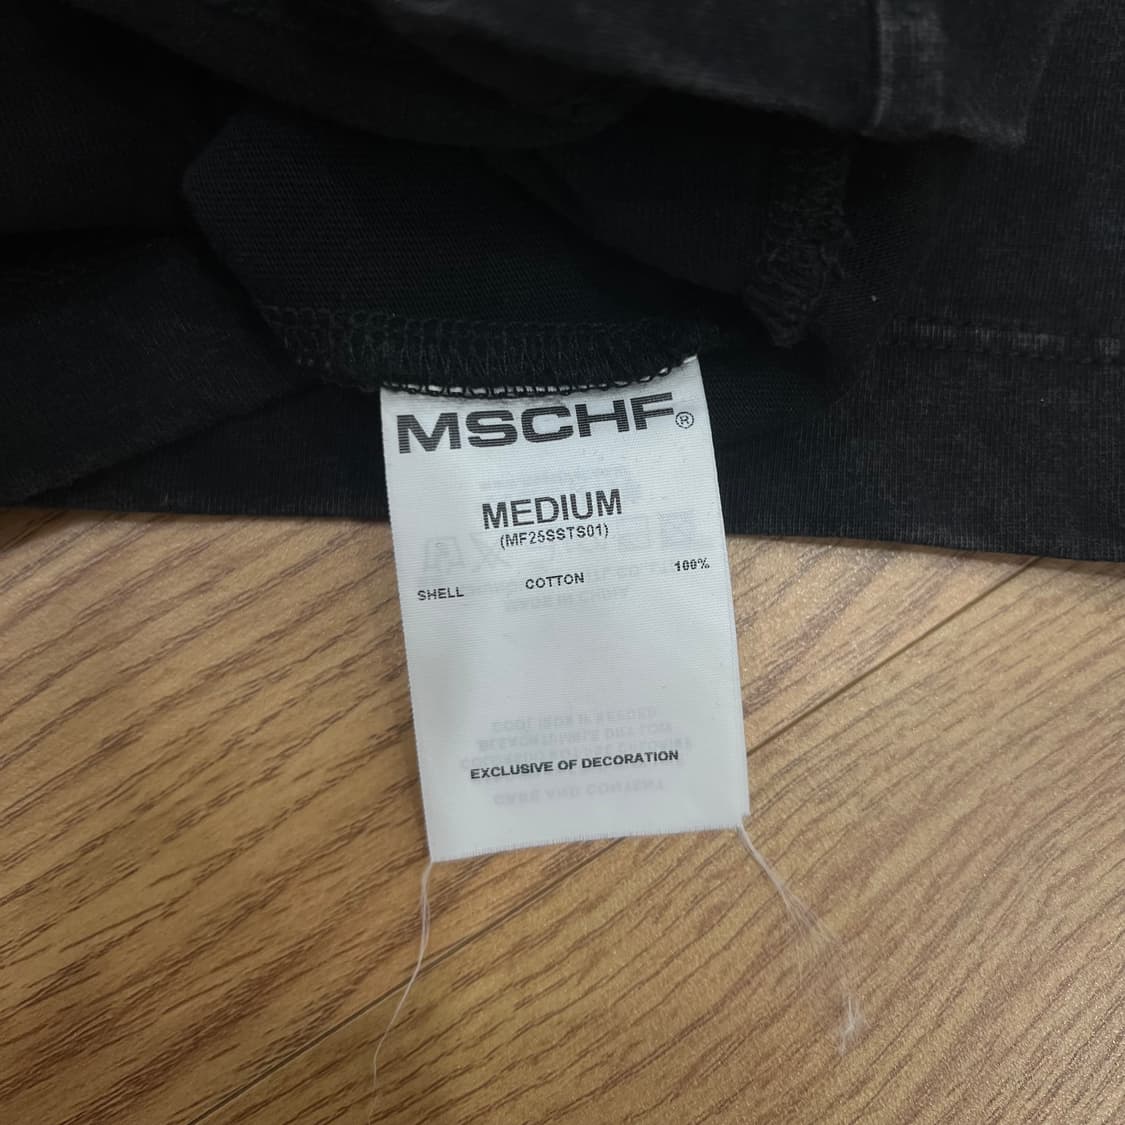 MSCHF®
MEDIUM
(MF25SSTS01)
SHELL COTTON 100%
EXCLUSIVE OF DECORATION